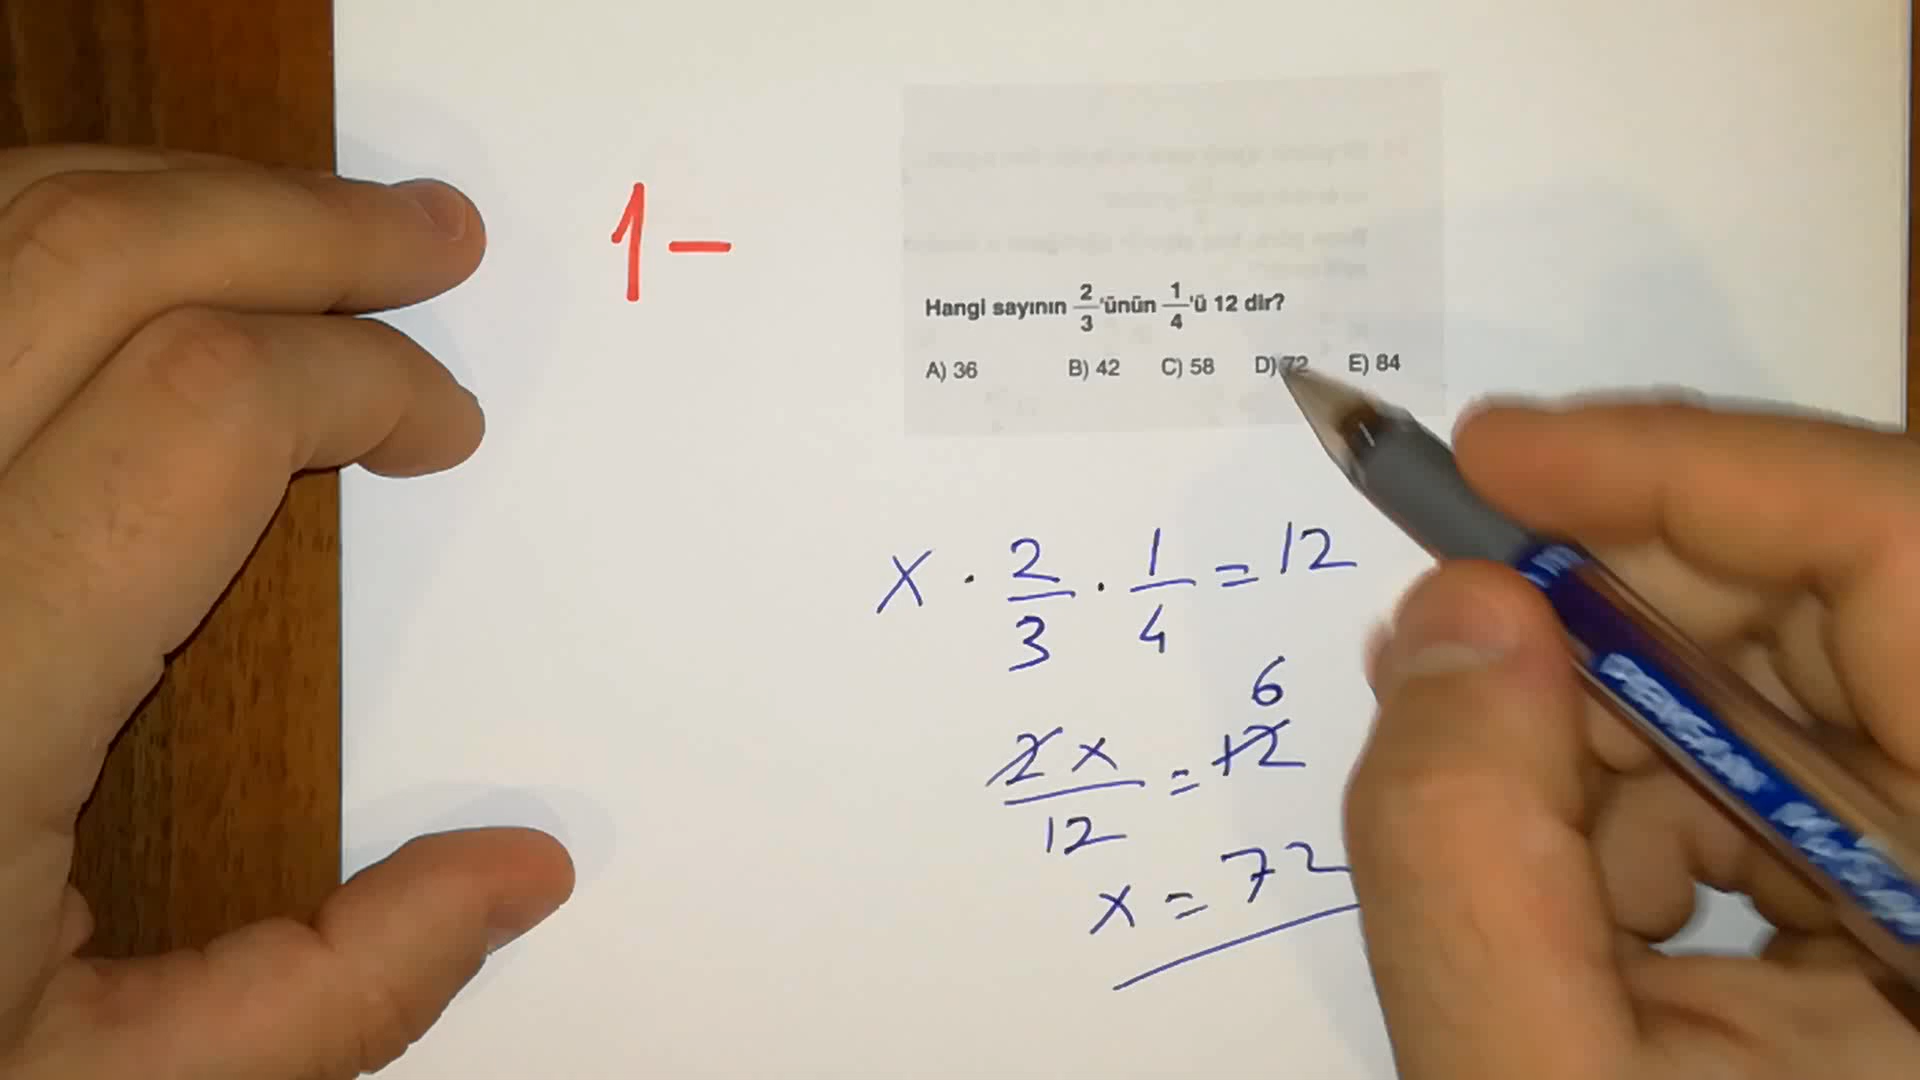 1-
Hangi sayının 2/3 'ünün 1/4 'ü 12 dir?
A) 36 B) 42 C) 58 D) 72 E) 84
x · 2/3 · 1/4 = 12
6
2x/12 = 12
x = 72